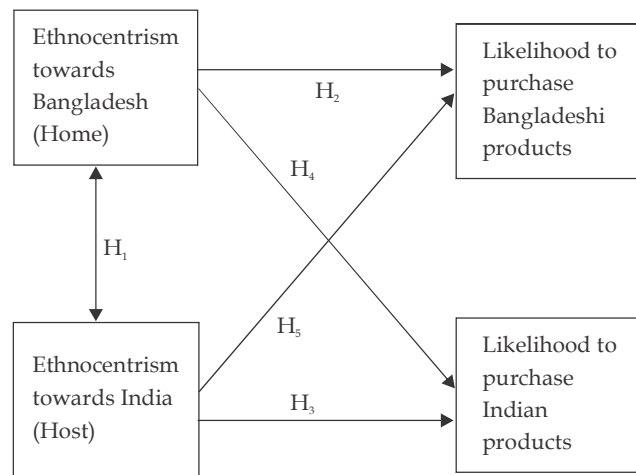 Ethnocentrism
towards
Bangladesh
(Home)
Likelihood to
purchase
Bangladeshi
products
H₂
H₄
H₁
H₅
H₃
Ethnocentrism
towards India
(Host)
Likelihood to
purchase
Indian
products